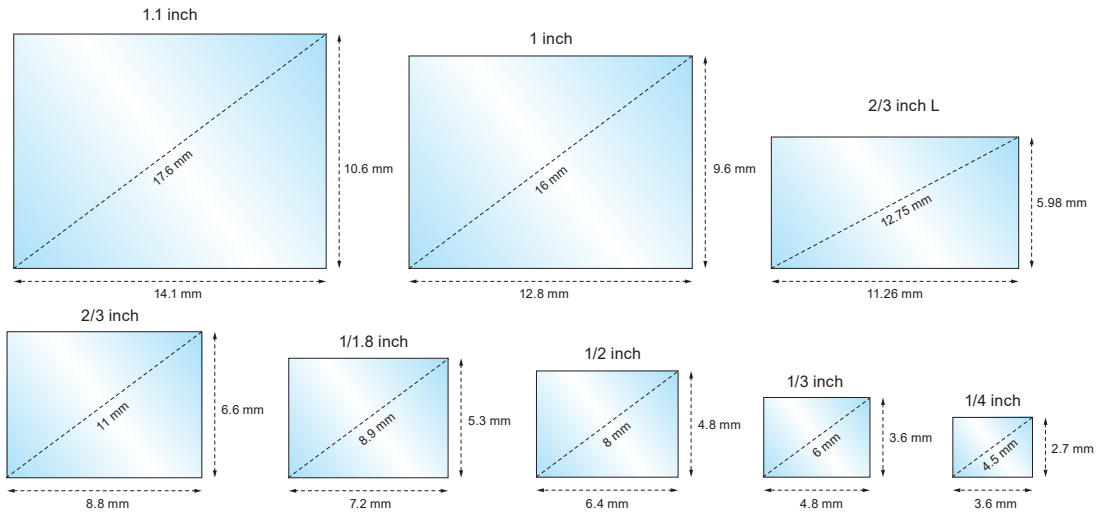 1.1 inch
17.6 mm
10.6 mm
14.1 mm
1 inch
16 mm
9.6 mm
12.8 mm
2/3 inch L
12.75 mm
5.98 mm
11.26 mm
2/3 inch
11 mm
6.6 mm
8.8 mm
1/1.8 inch
8.9 mm
5.3 mm
7.2 mm
1/2 inch
8 mm
4.8 mm
6.4 mm
1/3 inch
6 mm
3.6 mm
4.8 mm
1/4 inch
4.5 mm
2.7 mm
3.6 mm